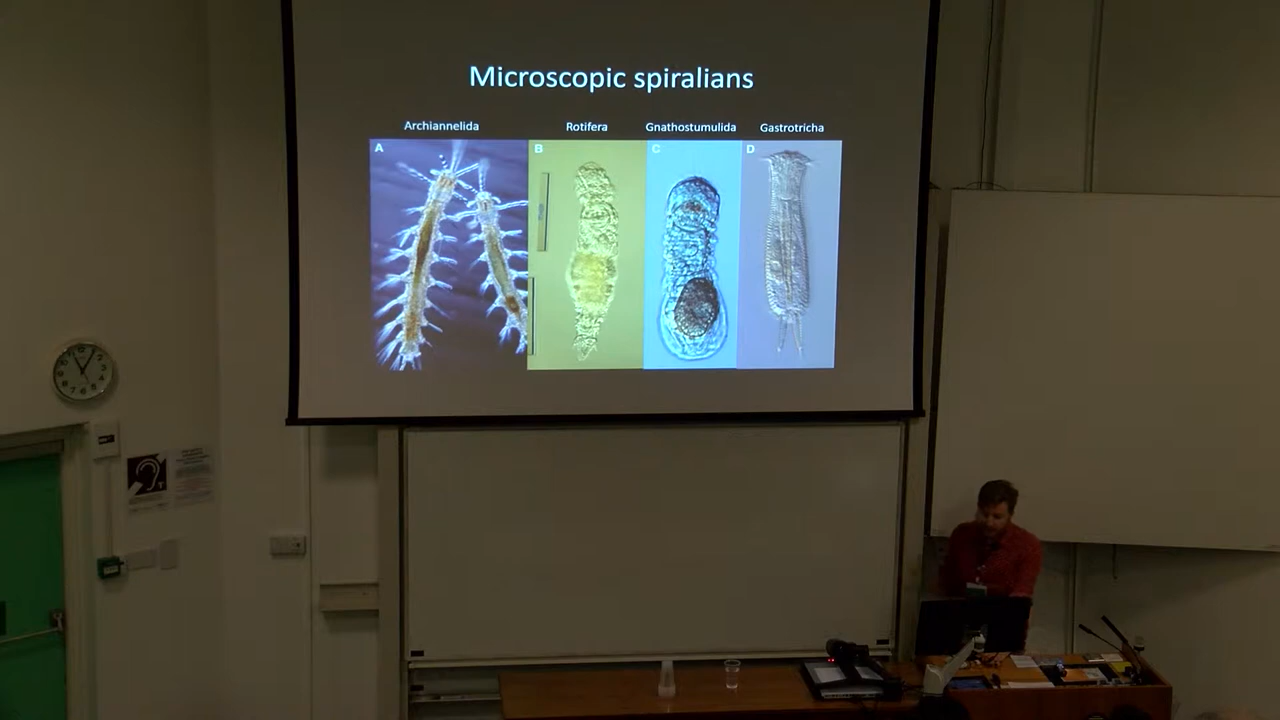 Microscopic spiralians
Archiannelida Rotifera Gnathostumulida Gastrotricha
A B C D